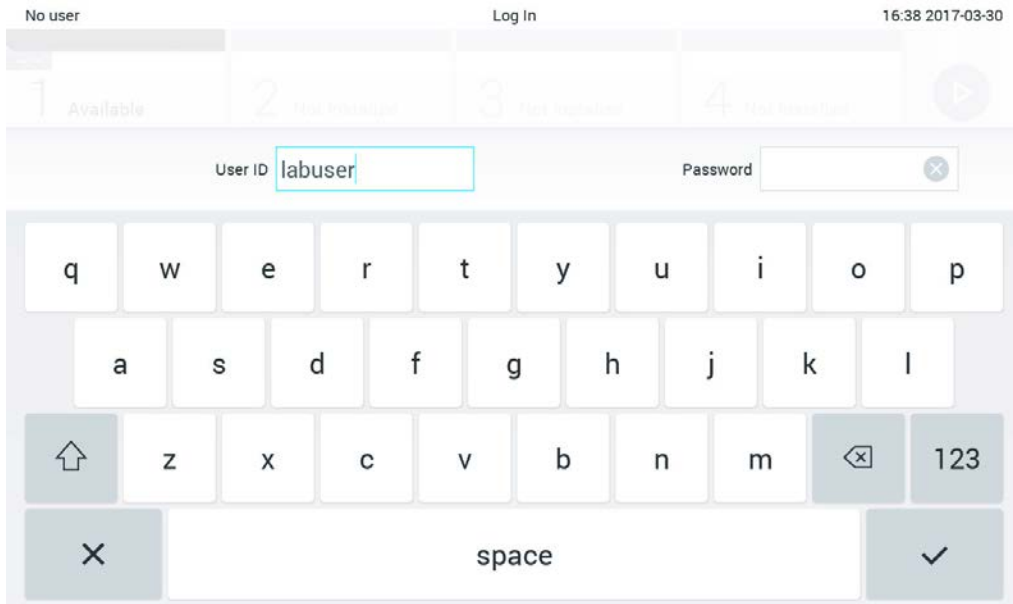 No user Log In 16:38 2017-03-30
1 Available 2 Not installed 3 Not installed 4 Not installed
User ID labuser Password
q w e r t y u i o p
a s d f g h j k l
z x c v b n m 123
space